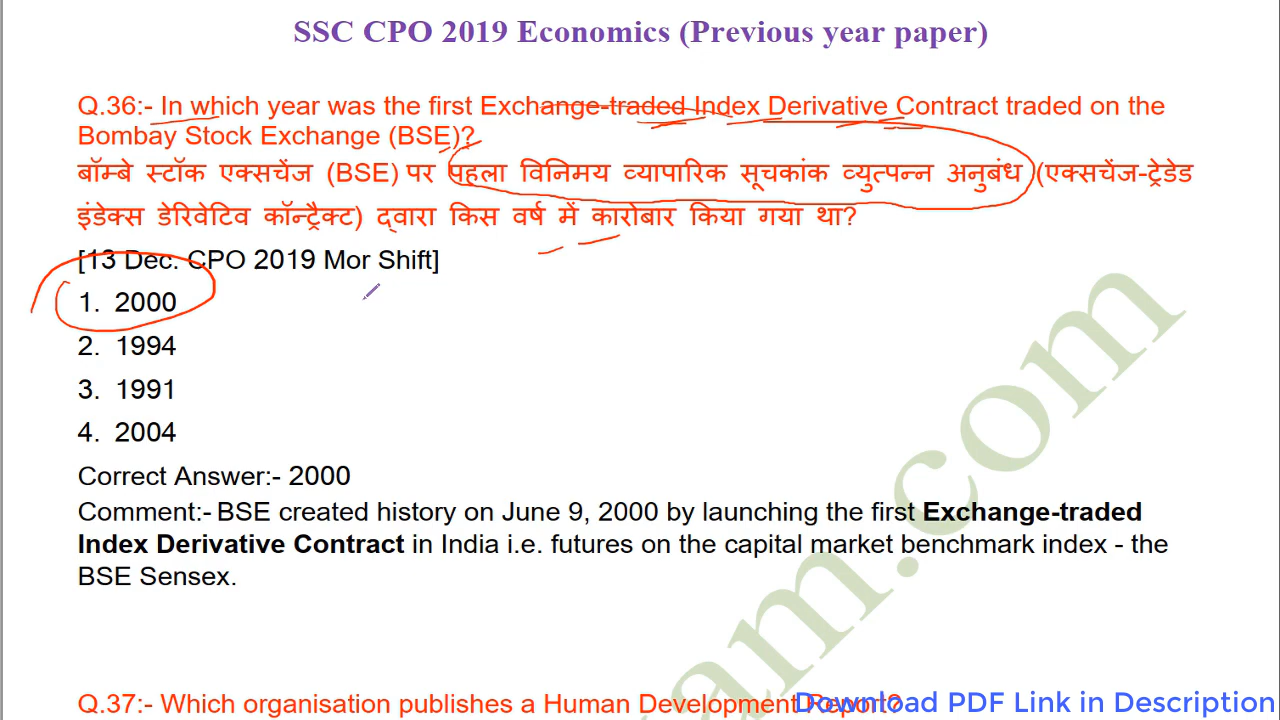 SSC CPO 2019 Economics (Previous year paper)
Q.36:- In which year was the first Exchange-traded Index Derivative Contract traded on the
Bombay Stock Exchange (BSE)?
बॉम्बे स्टॉक एक्सचेंज (BSE) पर पहला विनिमय व्यापारिक सूचकांक व्युत्पन्न अनुबंध (एक्सचेंज-ट्रेडेड
इंडेक्स डेरिवेटिव कॉन्ट्रैक्ट) द्वारा किस वर्ष में कारोबार किया गया था?
[13 Dec. CPO 2019 Mor Shift]
1. 2000
2. 1994
3. 1991
4. 2004
Correct Answer:- 2000
Comment:- BSE created history on June 9, 2000 by launching the first Exchange-traded
Index Derivative Contract in India i.e. futures on the capital market benchmark index - the
BSE Sensex.
am.com
Q.37:- Which organisation publishes a Human Development Report?
Download PDF Link in Description